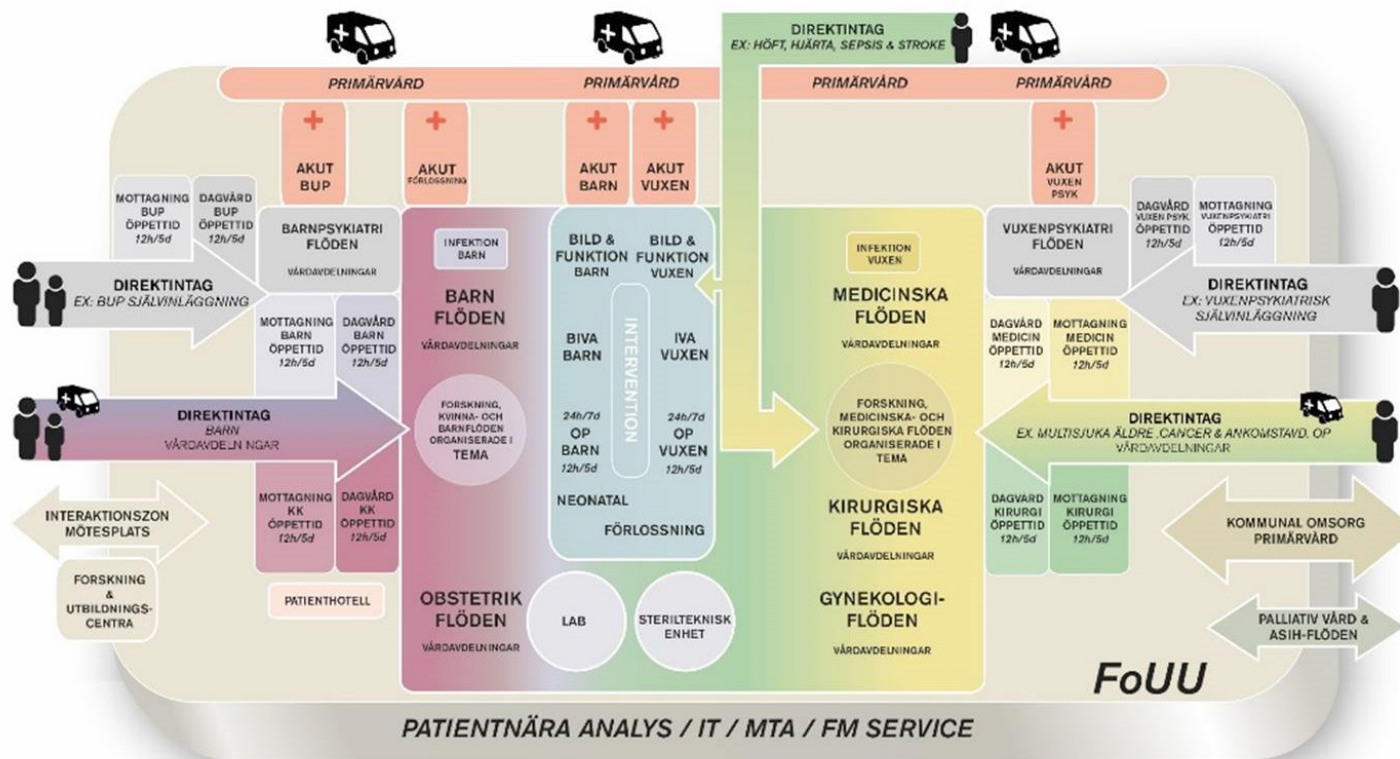 DIREKTINTAG
EX: HÖFT, HJÄRTA, SEPSIS & STROKE
PRIMÄRVÅRD
PRIMÄRVÅRD
PRIMÄRVÅRD
PRIMÄRVÅRD
AKUT
BUP
AKUT
FÖRLOSSNING
AKUT
BARN
AKUT
VUXEN
AKUT
VUXEN
PSYK
MOTTAGNING
BUP
ÖPPETTID
12h/5d
DAGVÅRD
BUP
ÖPPETTID
12h/5d
BARNPSYKIATRI
FLÖDEN
VÅRDAVDELNINGAR
INFEKTION
BARN
BILD &
FUNKTION
BARN
BILD &
FUNKTION
VUXEN
INFEKTION
VUXEN
VUXENPSYKIATRI
FLÖDEN
VÅRDAVDELNINGAR
DAGVÅRD
VUXEN PSYK.
ÖPPETTID
12h/5d
MOTTAGNING
VUXENPSYKIATRI
ÖPPETTID
12h/5d
DIREKTINTAG
EX: BUP SJÄLVINLÄGGNING
BARN
FLÖDEN
VÅRDAVDELNINGAR
MEDICINSKA
FLÖDEN
VÅRDAVDELNINGAR
DIREKTINTAG
EX: VUXENPSYKIATRISK
SJÄLVINLÄGGNING
MOTTAGNING
BARN
ÖPPETTID
12h/5d
DAGVÅRD
BARN
ÖPPETTID
12h/5d
BIVA
BARN
INTERVENTION
IVA
VUXEN
DAGVÅRD
MEDICIN
ÖPPETTID
12h/5d
MOTTAGNING
MEDICIN
ÖPPETTID
12h/5d
DIREKTINTAG
BARN
VÅRDAVDELNINGAR
FORSKNING,
KVINNA- OCH
BARNFLÖDEN
ORGANISERADE I
TEMA
24h/7d
OP
BARN
12h/5d
24h/7d
OP
VUXEN
12h/5d
FORSKNING,
MEDICINSKA- OCH
KIRURGISKA FLÖDEN
ORGANISERADE I
TEMA
DIREKTINTAG
EX. MULTISJUKA ÄLDRE ,CANCER & ANKOMSTAVD. OP
VÅRDAVDELNINGAR
NEONATAL
FÖRLOSSNING
MOTTAGNING
KK
ÖPPETTID
12h/5d
DAGVÅRD
KK
ÖPPETTID
12h/5d
KIRURGISKA
FLÖDEN
VÅRDAVDELNINGAR
DAGVÅRD
KIRURGI
ÖPPETTID
12h/5d
MOTTAGNING
KIRURGI
ÖPPETTID
12h/5d
INTERAKTIONSZON
MÖTESPLATS
KOMMUNAL OMSORG
PRIMÄRVÅRD
FORSKNING
&
UTBILDNINGS-
CENTRA
PATIENTHOTELL
OBSTETRIK
FLÖDEN
VÅRDAVDELNINGAR
LAB
STERILTEKNISK
ENHET
GYNEKOLOGI-
FLÖDEN
VÅRDAVDELNINGAR
PALLIATIV VÅRD &
ASIH-FLÖDEN
FoUU
PATIENTNÄRA ANALYS / IT / MTA / FM SERVICE